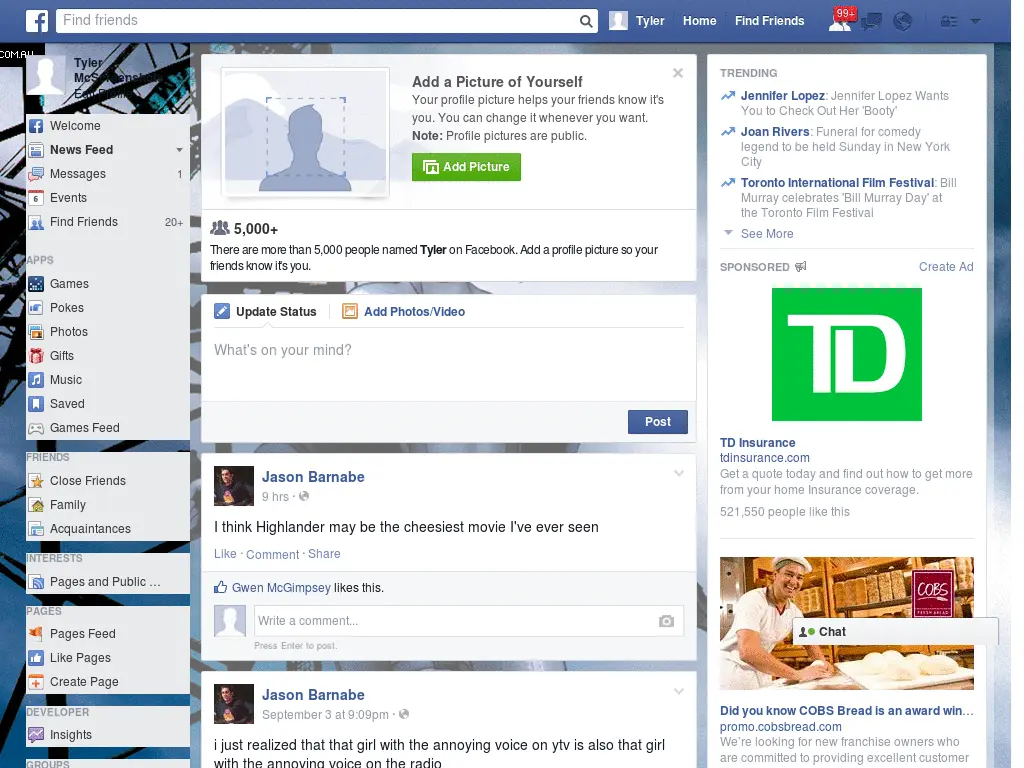 Find friends
Tyler
Home
Find Friends
99+
COM.AU
Tyler
Welcome
News Feed
Messages 1
Events
Find Friends 20+
APPS
Games
Pokes
Photos
Gifts
Music
Saved
Games Feed
FRIENDS
Close Friends
Family
Acquaintances
INTERESTS
Pages and Public ...
PAGES
Pages Feed
Like Pages
Create Page
DEVELOPER
Insights
GROUPS
Add a Picture of Yourself
Your profile picture helps your friends know it's
you. You can change it whenever you want.
Note: Profile pictures are public.
Add Picture
5,000+
There are more than 5,000 people named Tyler on Facebook. Add a profile picture so your
friends know it's you.
Update Status
Add Photos/Video
What's on your mind?
Post
Jason Barnabe
9 hrs ·
I think Highlander may be the cheesiest movie I've ever seen
Like · Comment · Share
Gwen McGimpsey likes this.
Write a comment...
Press Enter to post.
Jason Barnabe
September 3 at 9:09pm ·
i just realized that that girl with the annoying voice on ytv is also that girl
with the annoying voice on the radio
TRENDING
Jennifer Lopez: Jennifer Lopez Wants
You to Check Out Her 'Booty'
Joan Rivers: Funeral for comedy
legend to be held Sunday in New York
City
Toronto International Film Festival: Bill
Murray celebrates 'Bill Murray Day' at
the Toronto Film Festival
See More
SPONSORED
Create Ad
TD
TD Insurance
tdinsurance.com
Get a quote today and find out how to get more
from your home Insurance coverage.
521,550 people like this
COBS
Chat
Did you know COBS Bread is an award win...
promo.cobsbread.com
We're looking for new franchise owners who
are committed to providing excellent customer